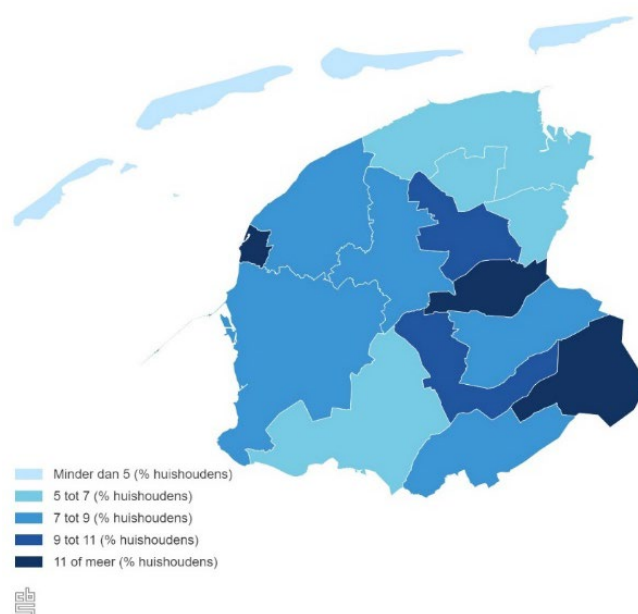 Minder dan 5 (% huishoudens)
5 tot 7 (% huishoudens)
7 tot 9 (% huishoudens)
9 tot 11 (% huishoudens)
11 of meer (% huishoudens)
cbs